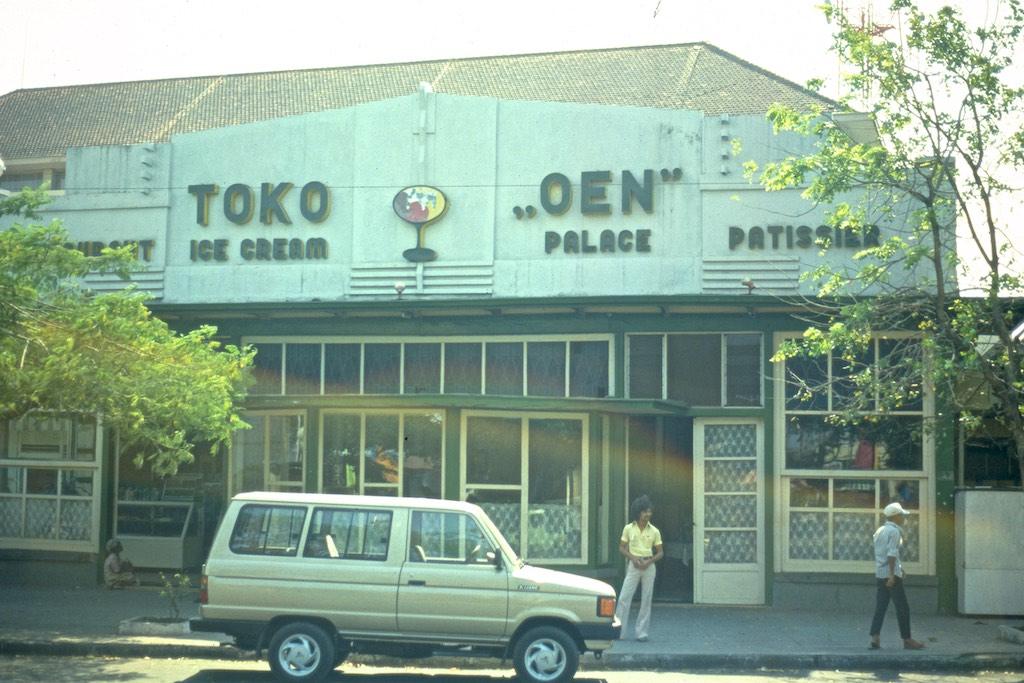 TOKO „OEN”
ICE CREAM PALACE PATISSIER